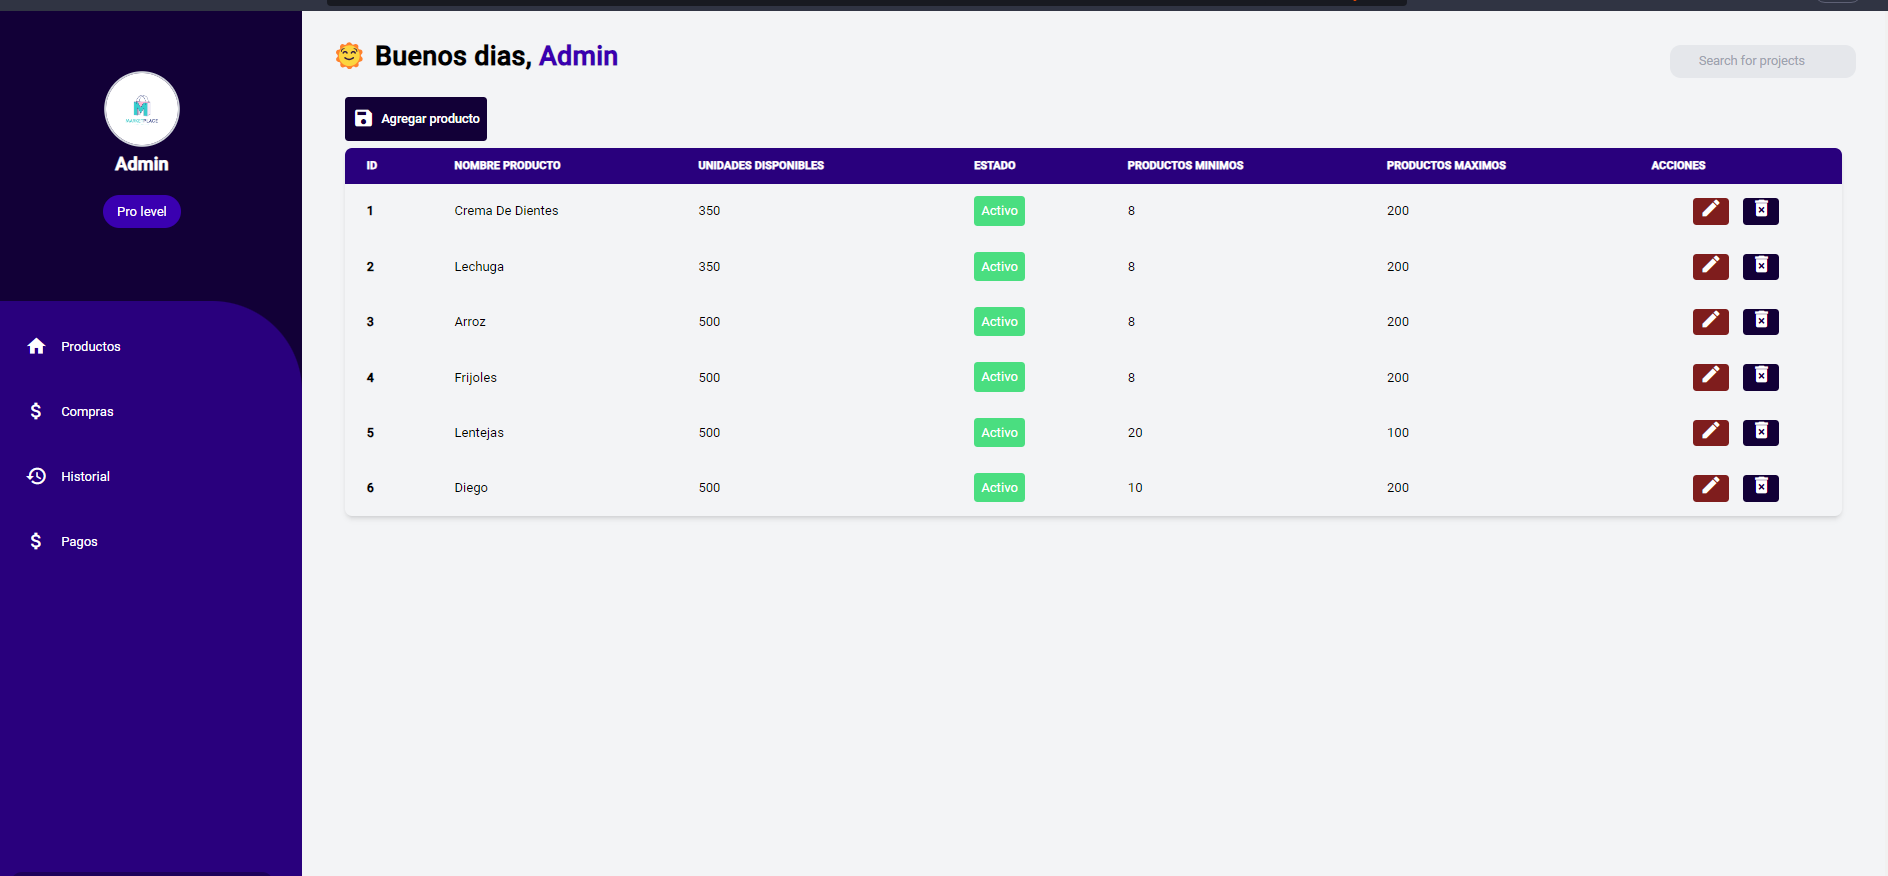 Buenos dias, Admin
Search for projects
MARKETPLACE
Admin
Pro level
Productos
Compras
Historial
Pagos
Agregar producto
ID NOMBRE PRODUCTO UNIDADES DISPONIBLES ESTADO PRODUCTOS MINIMOS PRODUCTOS MAXIMOS ACCIONES
1 Crema De Dientes 350 Activo 8 200
2 Lechuga 350 Activo 8 200
3 Arroz 500 Activo 8 200
4 Frijoles 500 Activo 8 200
5 Lentejas 500 Activo 20 100
6 Diego 500 Activo 10 200